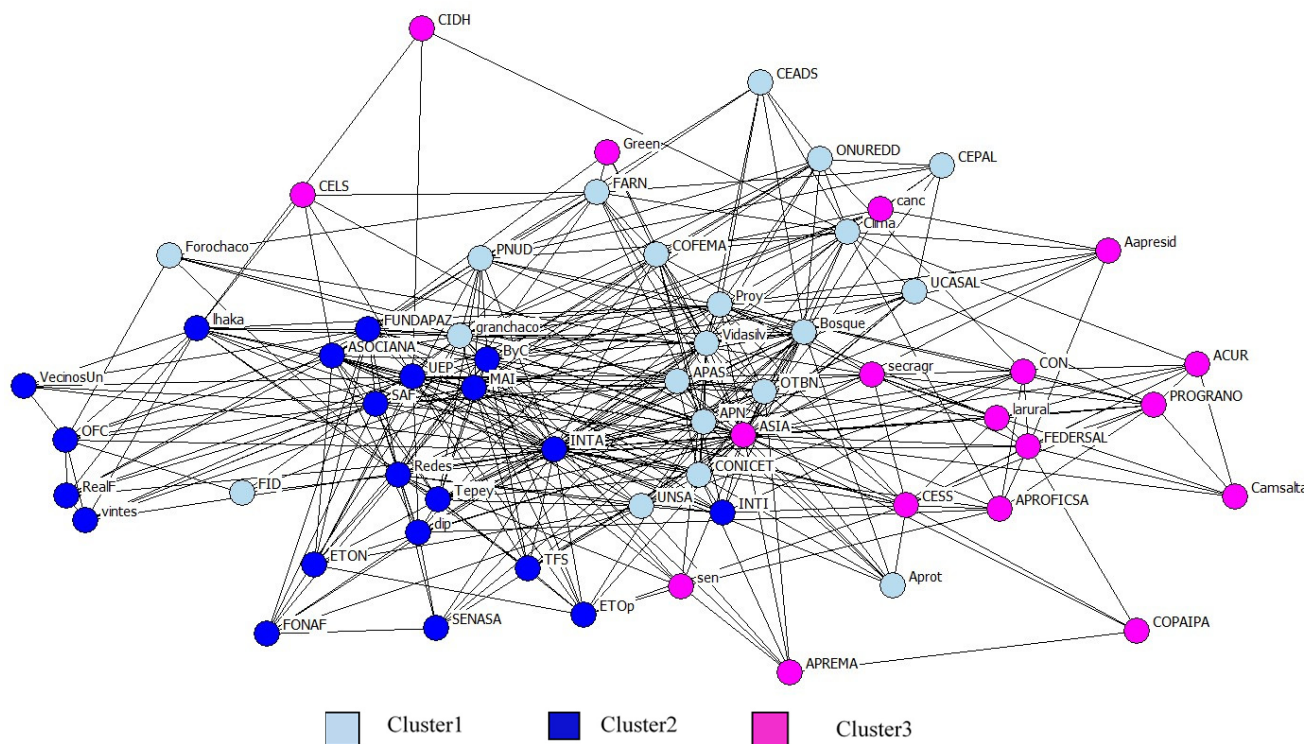 CIDH
CEADS
Green
ONUREDD
CEPAL
FARN
CELS
canc
Clima
Forochaco
PNUD
COFEMA
Aapresid
UCASAL
Proy
Ihaka
FUNDAPAZ
granchaco
Vidasilv
Bosque
ASOCIANA
ByC
UEP
MAI
APAS
OTBN
secragr
CON
ACUR
VecinosUn
SAF
PROGRANO
larural
APN
ASIA
FEDERSAL
OFC
INTA
Redes
CONICET
RealF
FID
Tepey
UNSA
INTI
CESS
APROFICSA
Camsalta
vintes
dip
ETON
TFS
sen
Aprot
ETOp
FONAF
SENASA
COPAIPA
APREMA
Cluster1 Cluster2 Cluster3